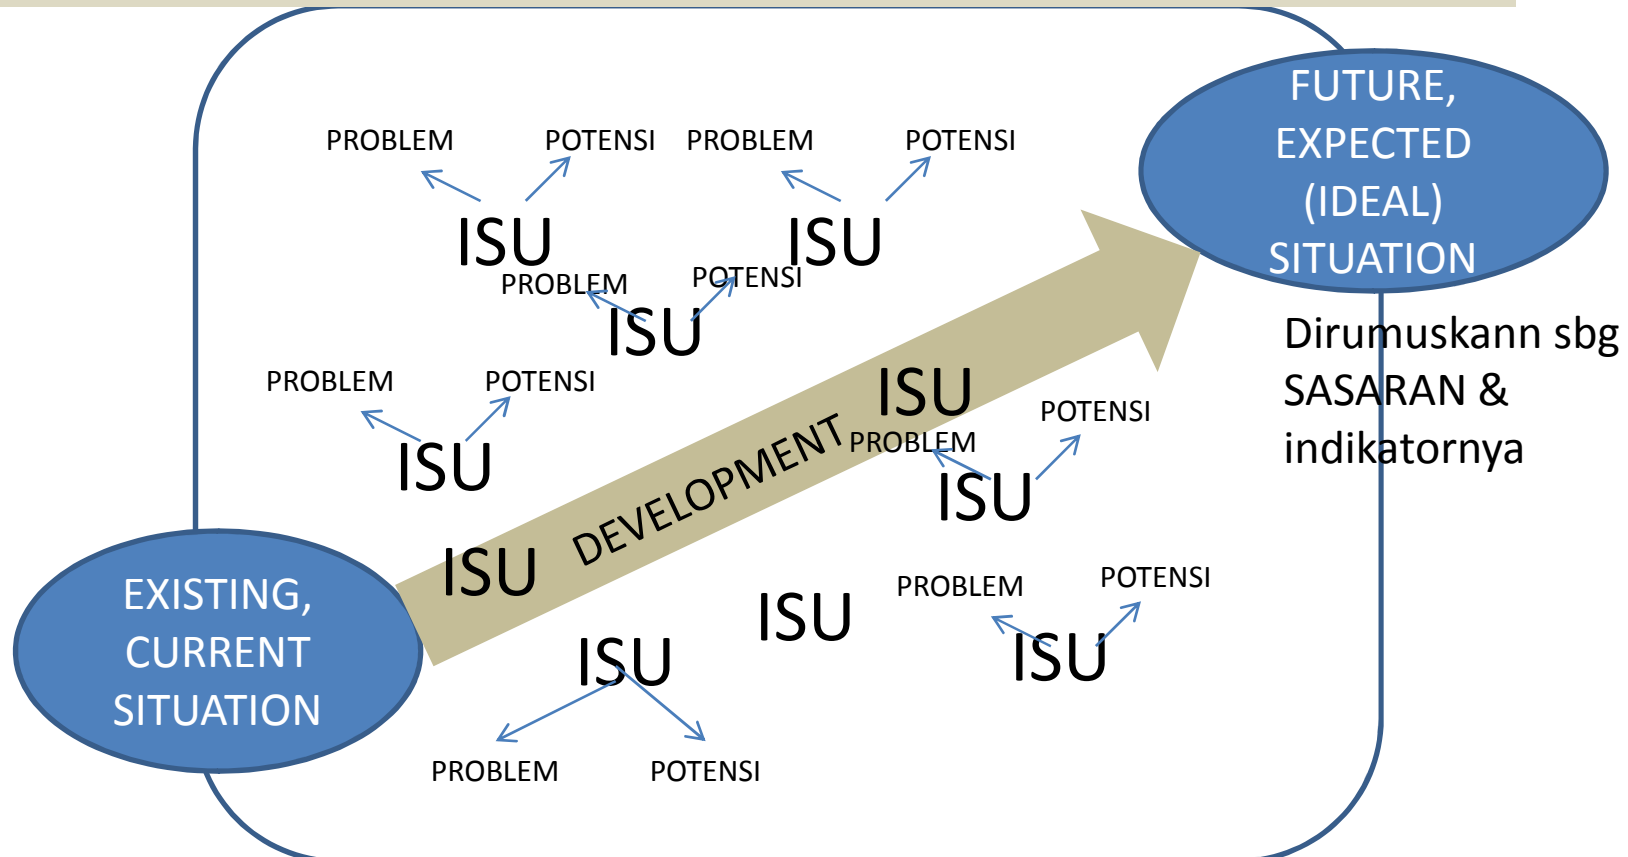 FUTURE,
EXPECTED
(IDEAL)
SITUATION
PROBLEM POTENSI PROBLEM POTENSI
ISU ISU
PROBLEM POTENSI
ISU
Dirumuskann sbg
SASARAN &
indikatornya
PROBLEM POTENSI
ISU
ISU
PROBLEM POTENSI
ISU
DEVELOPMENT
ISU
EXISTING,
CURRENT
SITUATION
ISU
PROBLEM POTENSI
ISU
ISU
PROBLEM POTENSI